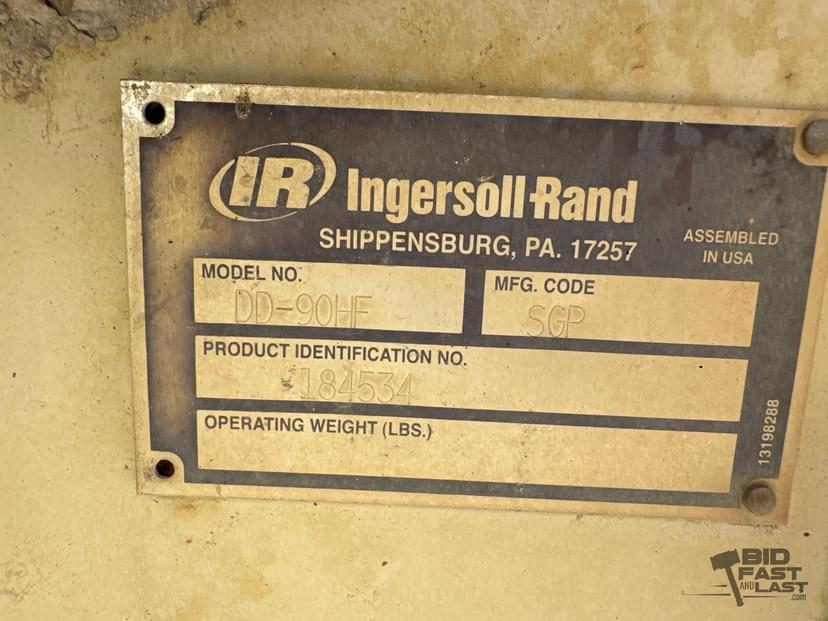 IR Ingersoll-Rand
SHIPPENSBURG, PA. 17257
ASSEMBLED
IN USA
MODEL NO.
DD-90HF
MFG. CODE
SGP
PRODUCT IDENTIFICATION NO.
184534
OPERATING WEIGHT (LBS.)
13198288
BID
FAST
AND LAST
.com